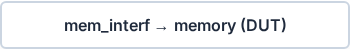 mem_interf → memory (DUT)